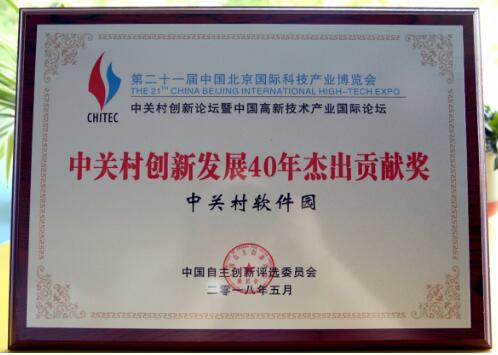 第二十一届中国北京国际科技产业博览会
THE 21TH CHINA BEIJING INTERNATIONAL HIGH-TECH EXPO
CHITEC
中关村创新论坛暨中国高新技术产业国际论坛
中关村创新发展40年杰出贡献奖
中关村软件园
中国自主创新评选委员会
二零一八年五月